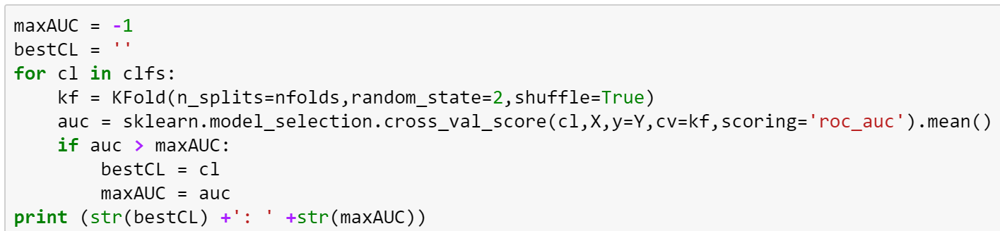 maxAUC = -1
bestCL = ''
for cl in clfs:
    kf = KFold(n_splits=nfolds,random_state=2,shuffle=True)
    auc = sklearn.model_selection.cross_val_score(cl,X,y=Y,cv=kf,scoring='roc_auc').mean()
    if auc > maxAUC:
        bestCL = cl
        maxAUC = auc
print (str(bestCL) +': ' +str(maxAUC))